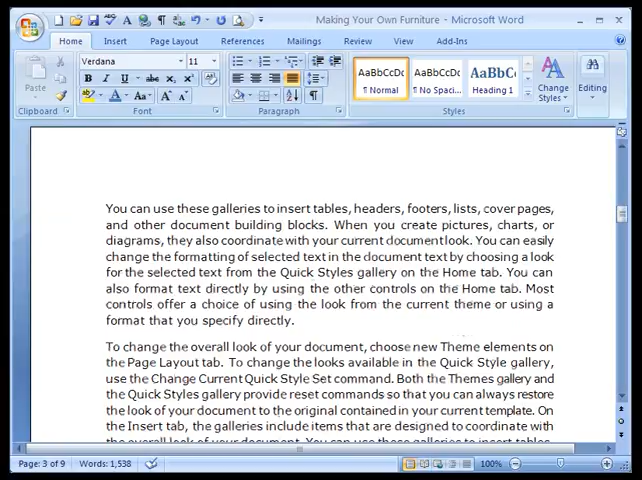 Making Your Own Furniture - Microsoft Word
Home Insert Page Layout References Mailings Review View Add-Ins
Verdana 11
AaBbCcDc AaBbCcDc AaBbC
Paste
B I U abc x₂ x²
¶ Normal ¶ No Spaci... Heading 1
Change Styles
Editing
ab A Aa A A
Clipboard Font Paragraph Styles
You can use these galleries to insert tables, headers, footers, lists, cover pages,
and other document building blocks. When you create pictures, charts, or
diagrams, they also coordinate with your current document look. You can easily
change the formatting of selected text in the document text by choosing a look
for the selected text from the Quick Styles gallery on the Home tab. You can
also format text directly by using the other controls on the Home tab. Most
controls offer a choice of using the look from the current theme or using a
format that you specify directly.
To change the overall look of your document, choose new Theme elements on
the Page Layout tab. To change the looks available in the Quick Style gallery,
use the Change Current Quick Style Set command. Both the Themes gallery and
the Quick Styles gallery provide reset commands so that you can always restore
the look of your document to the original contained in your current template. On
the Insert tab, the galleries include items that are designed to coordinate with
the overall look of your document. You can use these galleries to insert tables,
Page: 3 of 9 Words: 1,538 100%